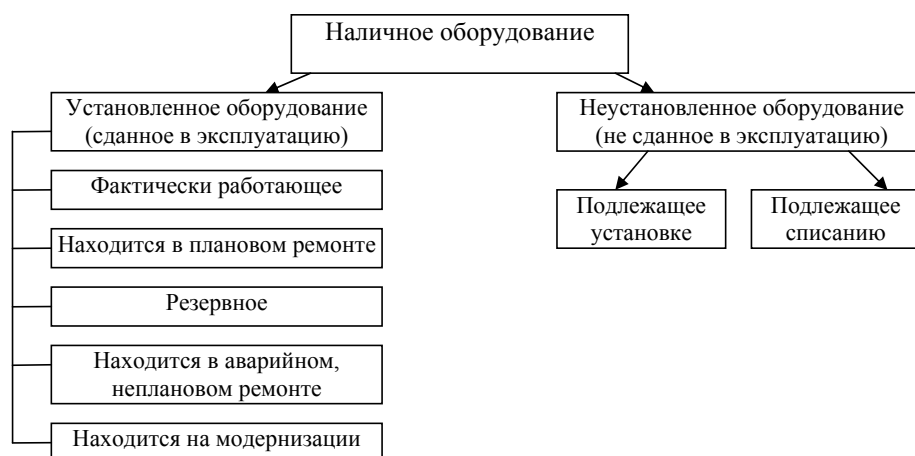 Наличное оборудование
Установленное оборудование
(сданное в эксплуатацию)
Неустановленное оборудование
(не сданное в эксплуатацию)
Фактически работающее
Подлежащее
установке
Подлежащее
списанию
Находится в плановом ремонте
Резервное
Находится в аварийном,
неплановом ремонте
Находится на модернизации